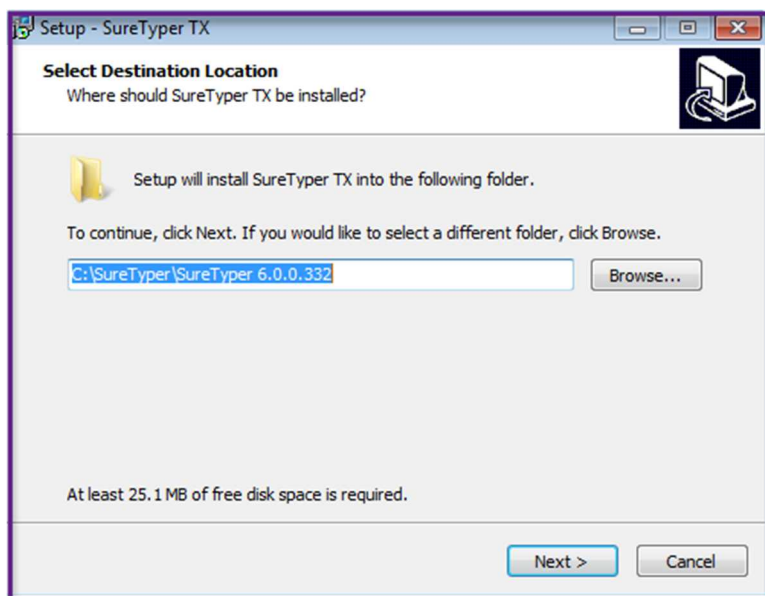 Setup - SureTyper TX
Select Destination Location
Where should SureTyper TX be installed?
Setup will install SureTyper TX into the following folder.
To continue, click Next. If you would like to select a different folder, click Browse.
C:\SureTyper\SureTyper 6.0.0.332
Browse...
At least 25.1 MB of free disk space is required.
Next >
Cancel